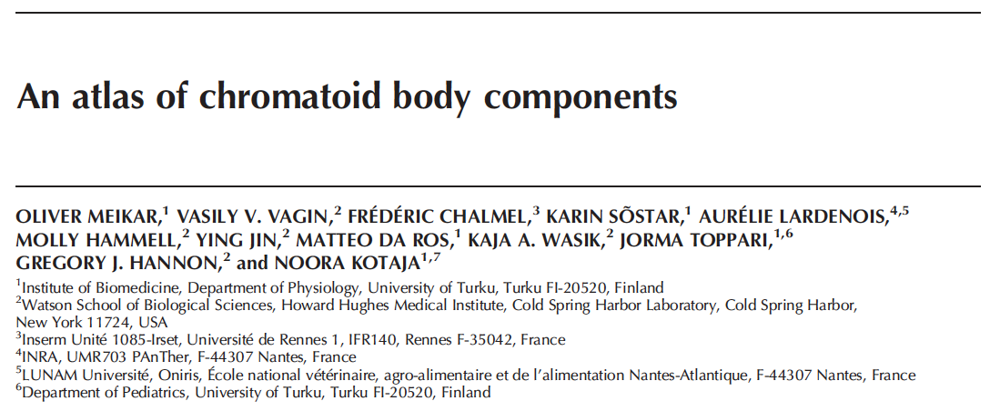 An atlas of chromatoid body components
OLIVER MEIKAR,1 VASILY V. VAGIN,2 FRÉDÉRIC CHALMEL,3 KARIN SÕSTAR,1 AURÉLIE LARDENOIS,4,5
MOLLY HAMMELL,2 YING JIN,2 MATTEO DA ROS,1 KAJA A. WASIK,2 JORMA TOPPARI,1,6
GREGORY J. HANNON,2 and NOORA KOTAJA1,7
1Institute of Biomedicine, Department of Physiology, University of Turku, Turku FI-20520, Finland
2Watson School of Biological Sciences, Howard Hughes Medical Institute, Cold Spring Harbor Laboratory, Cold Spring Harbor,
New York 11724, USA
3Inserm Unité 1085-Irset, Université de Rennes 1, IFR140, Rennes F-35042, France
4INRA, UMR703 PAnTher, F-44307 Nantes, France
5LUNAM Université, Oniris, École national vétérinaire, agro-alimentaire et de l'alimentation Nantes-Atlantique, F-44307 Nantes, France
6Department of Pediatrics, University of Turku, Turku FI-20520, Finland